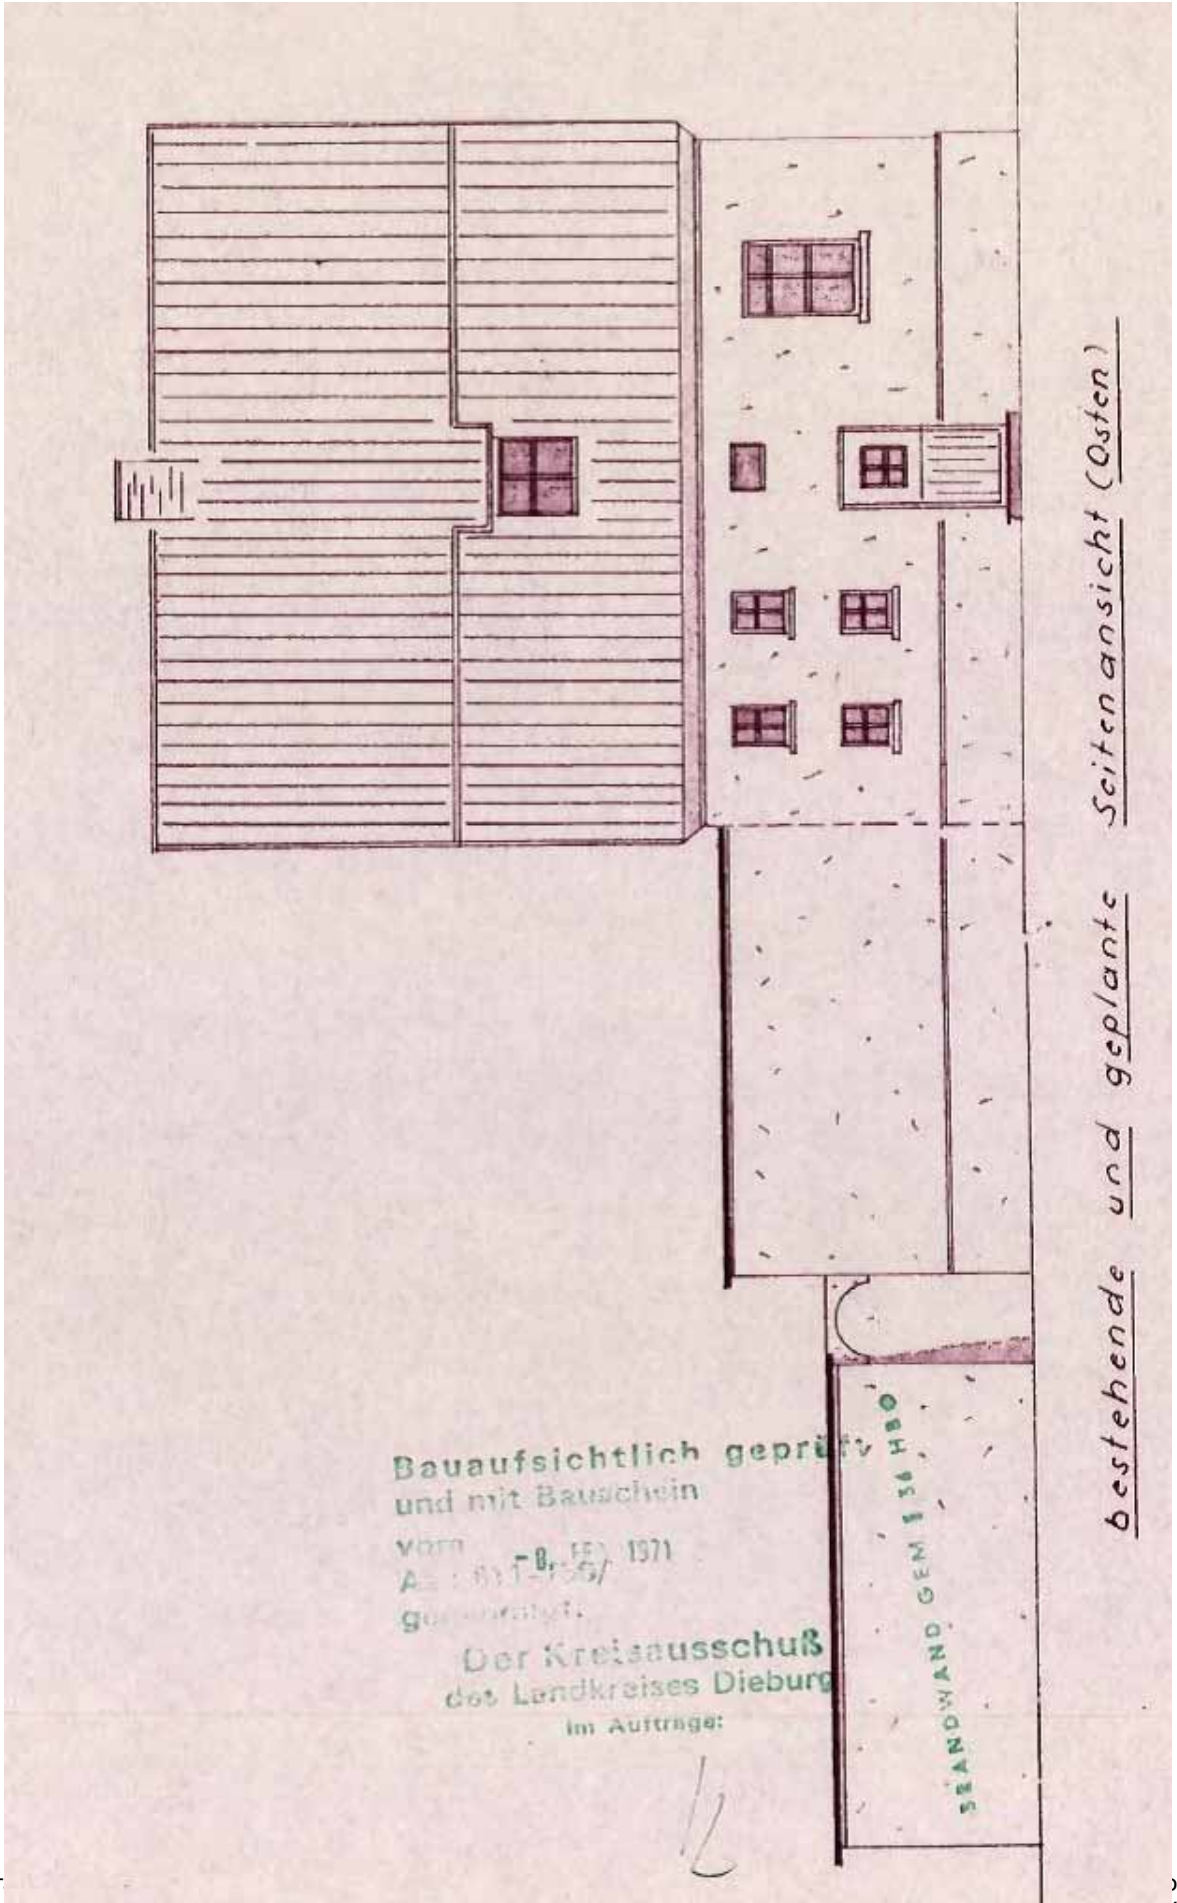 bestehende und geplante Seitenansicht (Osten)
Bauaufsichtlich geprüft
und mit Bauschein
vom -8. 1971
Der Kreisausschuß
des Landkreises Dieburg
im Auftrage:
BRANDWAND GEM § 56 HBO